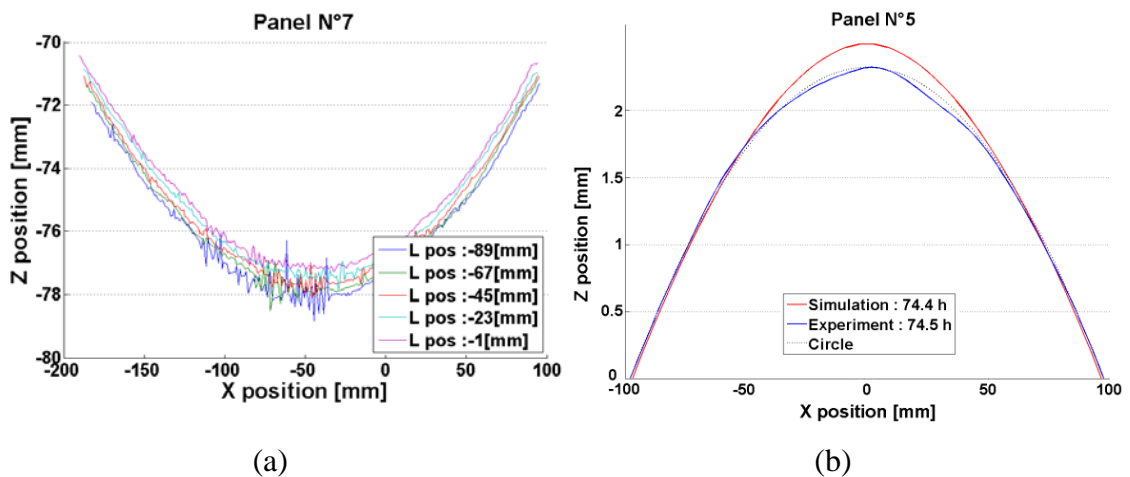 Panel N°7
Z position [mm]
-70
-72
-74
-76
-78
-80
-200
-150
-100
-50
0
50
100
X position [mm]
L pos :-89[mm]
L pos :-67[mm]
L pos :-45[mm]
L pos :-23[mm]
L pos :-1[mm]
(a)
Panel N°5
Z position [mm]
2
1.5
1
0.5
0
-100
-50
0
50
100
X position [mm]
Simulation : 74.4 h
Experiment : 74.5 h
Circle
(b)